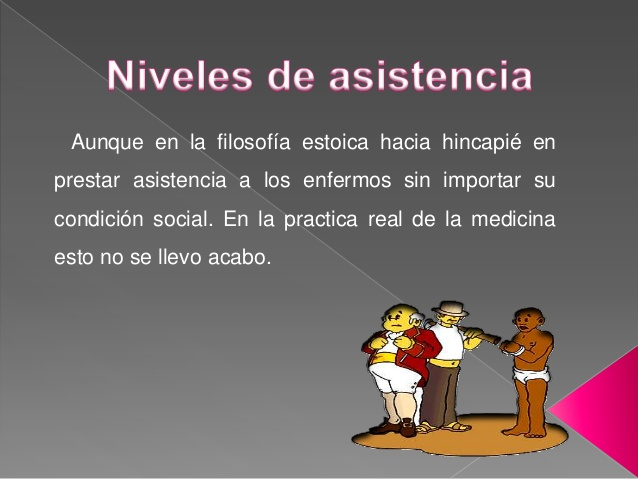 Niveles de asistencia
Aunque en la filosofía estoica hacia hincapié en
prestar asistencia a los enfermos sin importar su
condición social. En la practica real de la medicina
esto no se llevo acabo.